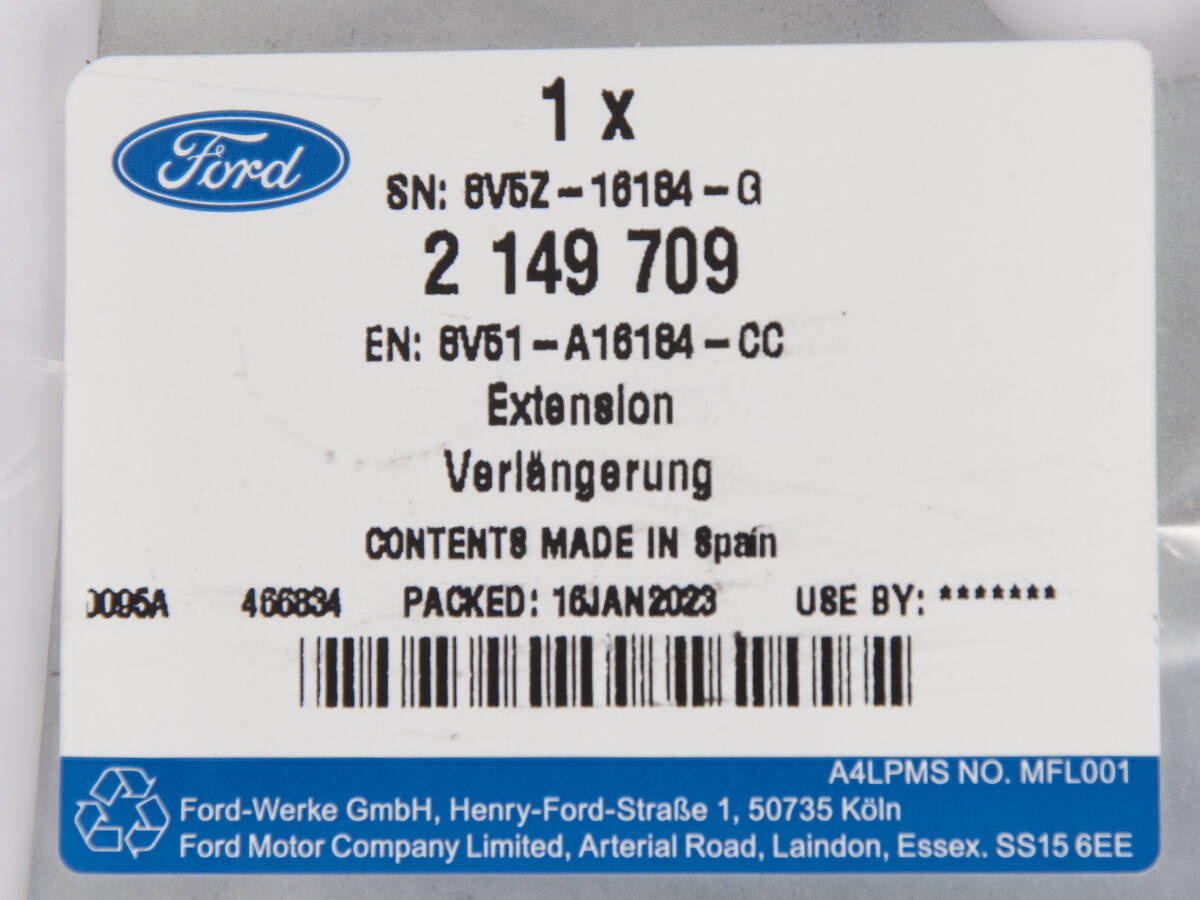 Ford
1 x
SN: 8V5Z-16184-G
2 149 709
EN: 8V51-A16184-CC
Extension
Verlängerung
CONTENTS MADE IN Spain
0095A 466834 PACKED: 16JAN2023 USE BY: *******
A4LPMS NO. MFL001
Ford-Werke GmbH, Henry-Ford-Straße 1, 50735 Köln
Ford Motor Company Limited, Arterial Road, Laindon, Essex. SS15 6EE